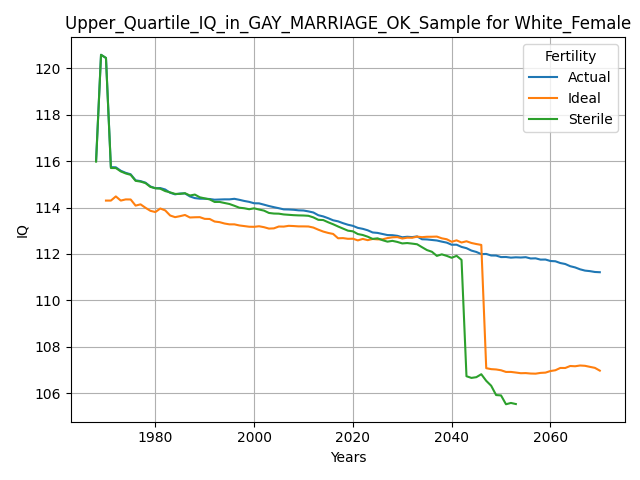 Upper_Quartile_IQ_in_GAY_MARRIAGE_OK_Sample for White_Female
Fertility
Actual
Ideal
Sterile
120
118
116
114
112
110
108
106
IQ
1980
2000
2020
2040
2060
Years